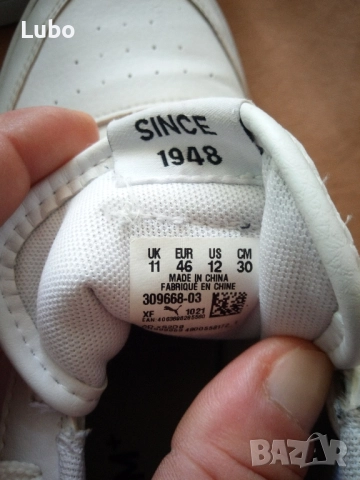 Lubo
SINCE
1948
UK EUR US CM
11 46 12 30
MADE IN CHINA
FABRIQUÉ EN CHINE
309668-03
XF 1021
BAZAR